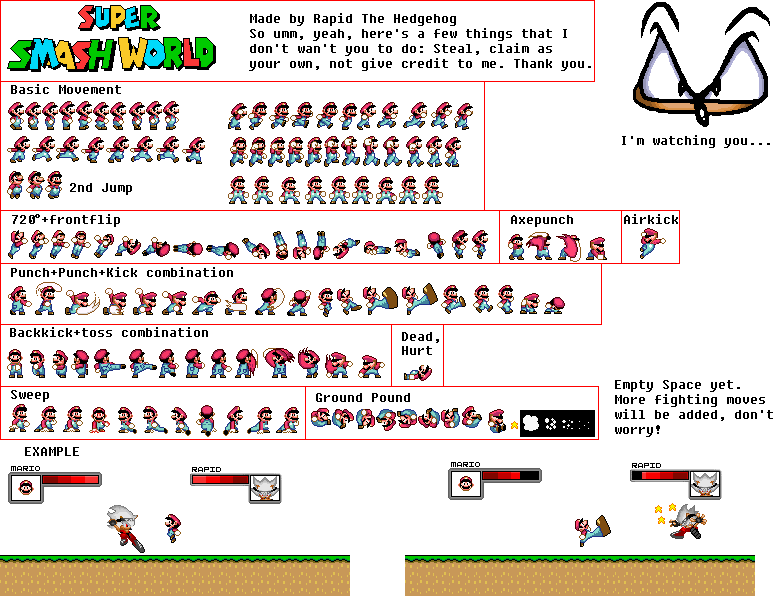 SUPER
SMASH WORLD
Made by Rapid The Hedgehog
So umm, yeah, here's a few things that I
don't wan't you to do: Steal, claim as
your own, not give credit to me. Thank you.
I'm watching you...
Basic Movement
2nd Jump
720°+frontflip
Axepunch
Airkick
Punch+Punch+Kick combination
Backkick+toss combination
Dead,
Hurt
Sweep
Ground Pound
Empty Space yet.
More fighting moves
will be added, don't
worry!
EXAMPLE
MARIO
RAPID
MARIO
RAPID